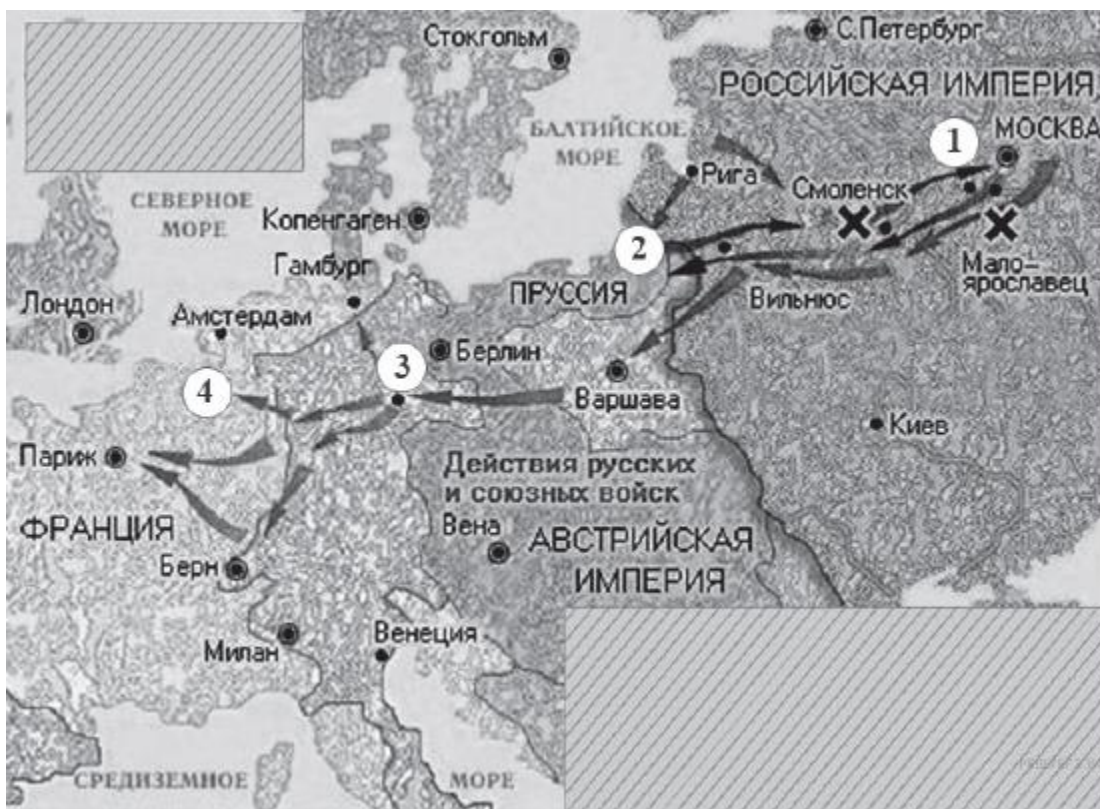 Стокгольм
С.Петербург
РОССИЙСКАЯ ИМПЕРИЯ
БАЛТИЙСКОЕ
МОРЕ
1
МОСКВА
Рига
Смоленск
СЕВЕРНОЕ
МОРЕ
Копенгаген
2
Гамбург
ПРУССИЯ
Вильнюс
Мало-
ярославец
Лондон
Амстердам
Берлин
3
4
Варшава
Киев
Париж
Действия русских
и союзных войск
ФРАНЦИЯ
Вена
АВСТРИЙСКАЯ
ИМПЕРИЯ
Берн
Милан
Венеция
СРЕДИЗЕМНОЕ
МОРЕ